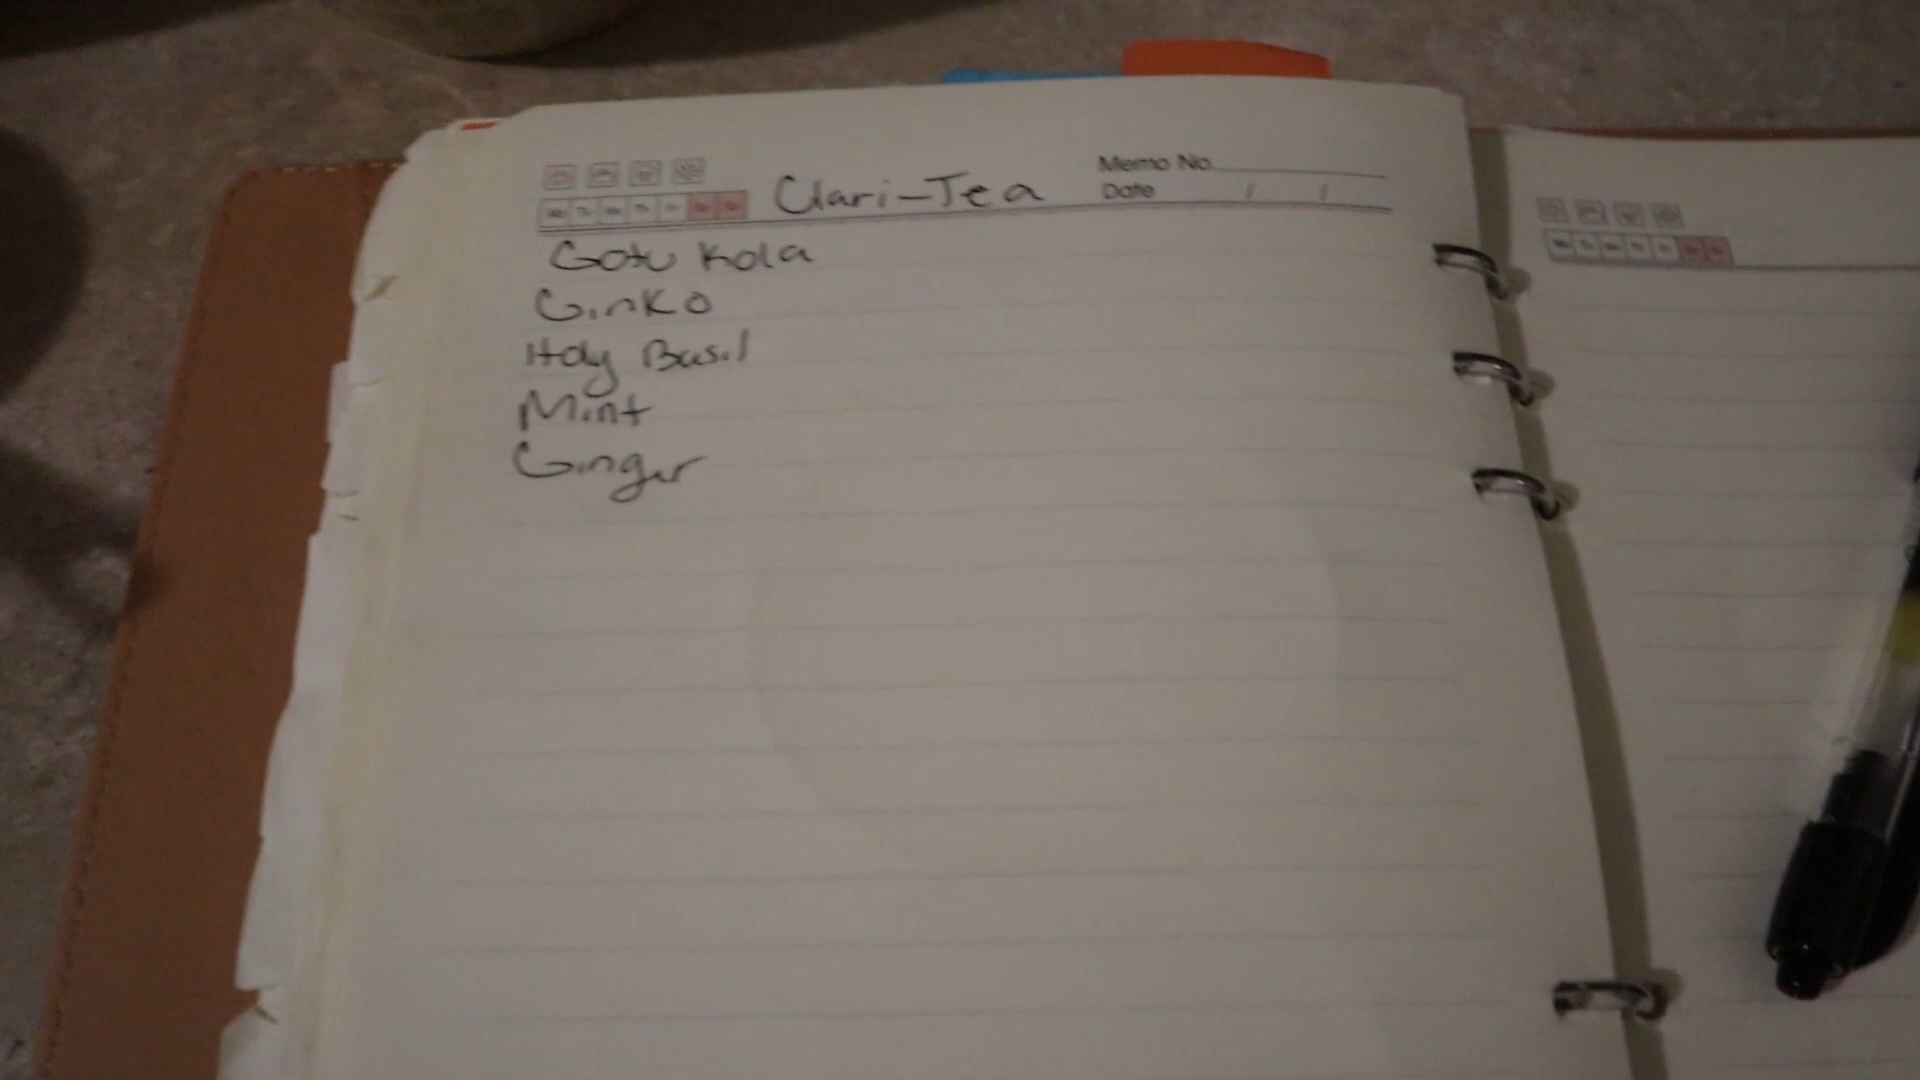 Clari-Tea
Memo No.
Date / /
Gotu Kola
Ginko
Holy Basil
Mint
Ginger